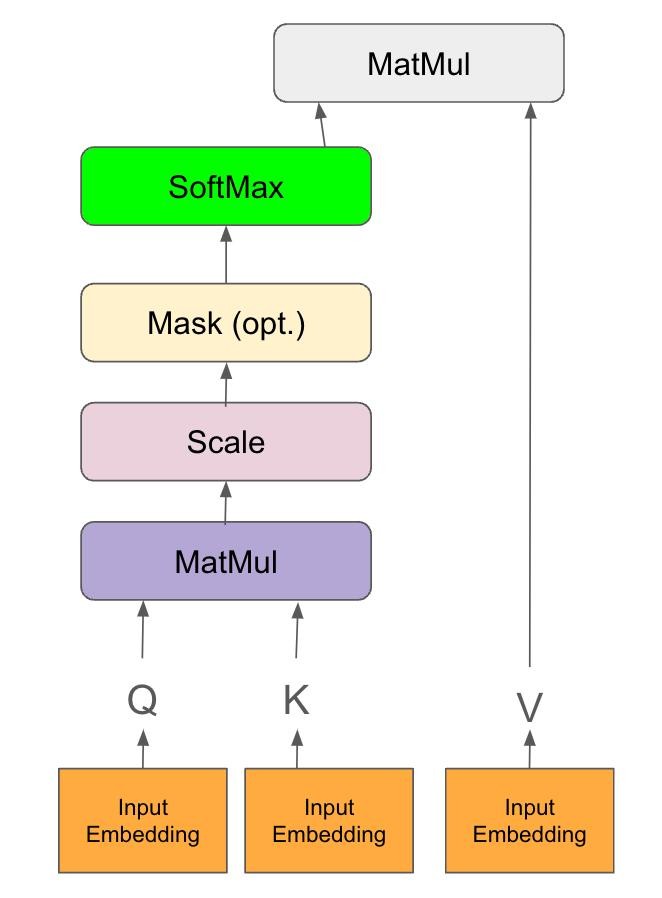 MatMul
SoftMax
Mask (opt.)
Scale
MatMul
Q
K
V
Input
Embedding
Input
Embedding
Input
Embedding